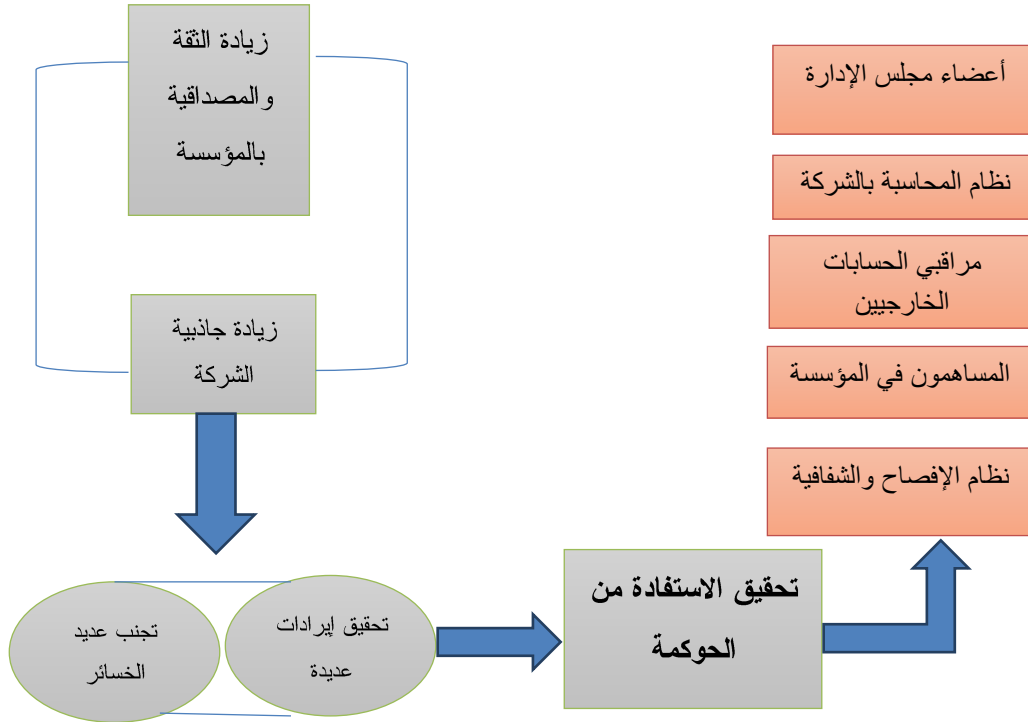 زيادة الثقة
والمصداقية
بالمؤسسة
زيادة جاذبية
الشركة
تجنب عديد
الخسائر
تحقيق إيرادات
عديدة
تحقيق الاستفادة من
الحوكمة
أعضاء مجلس الإدارة
نظام المحاسبة بالشركة
مراقبي الحسابات
الخارجيين
المساهمون في المؤسسة
نظام الإفصاح والشفافية